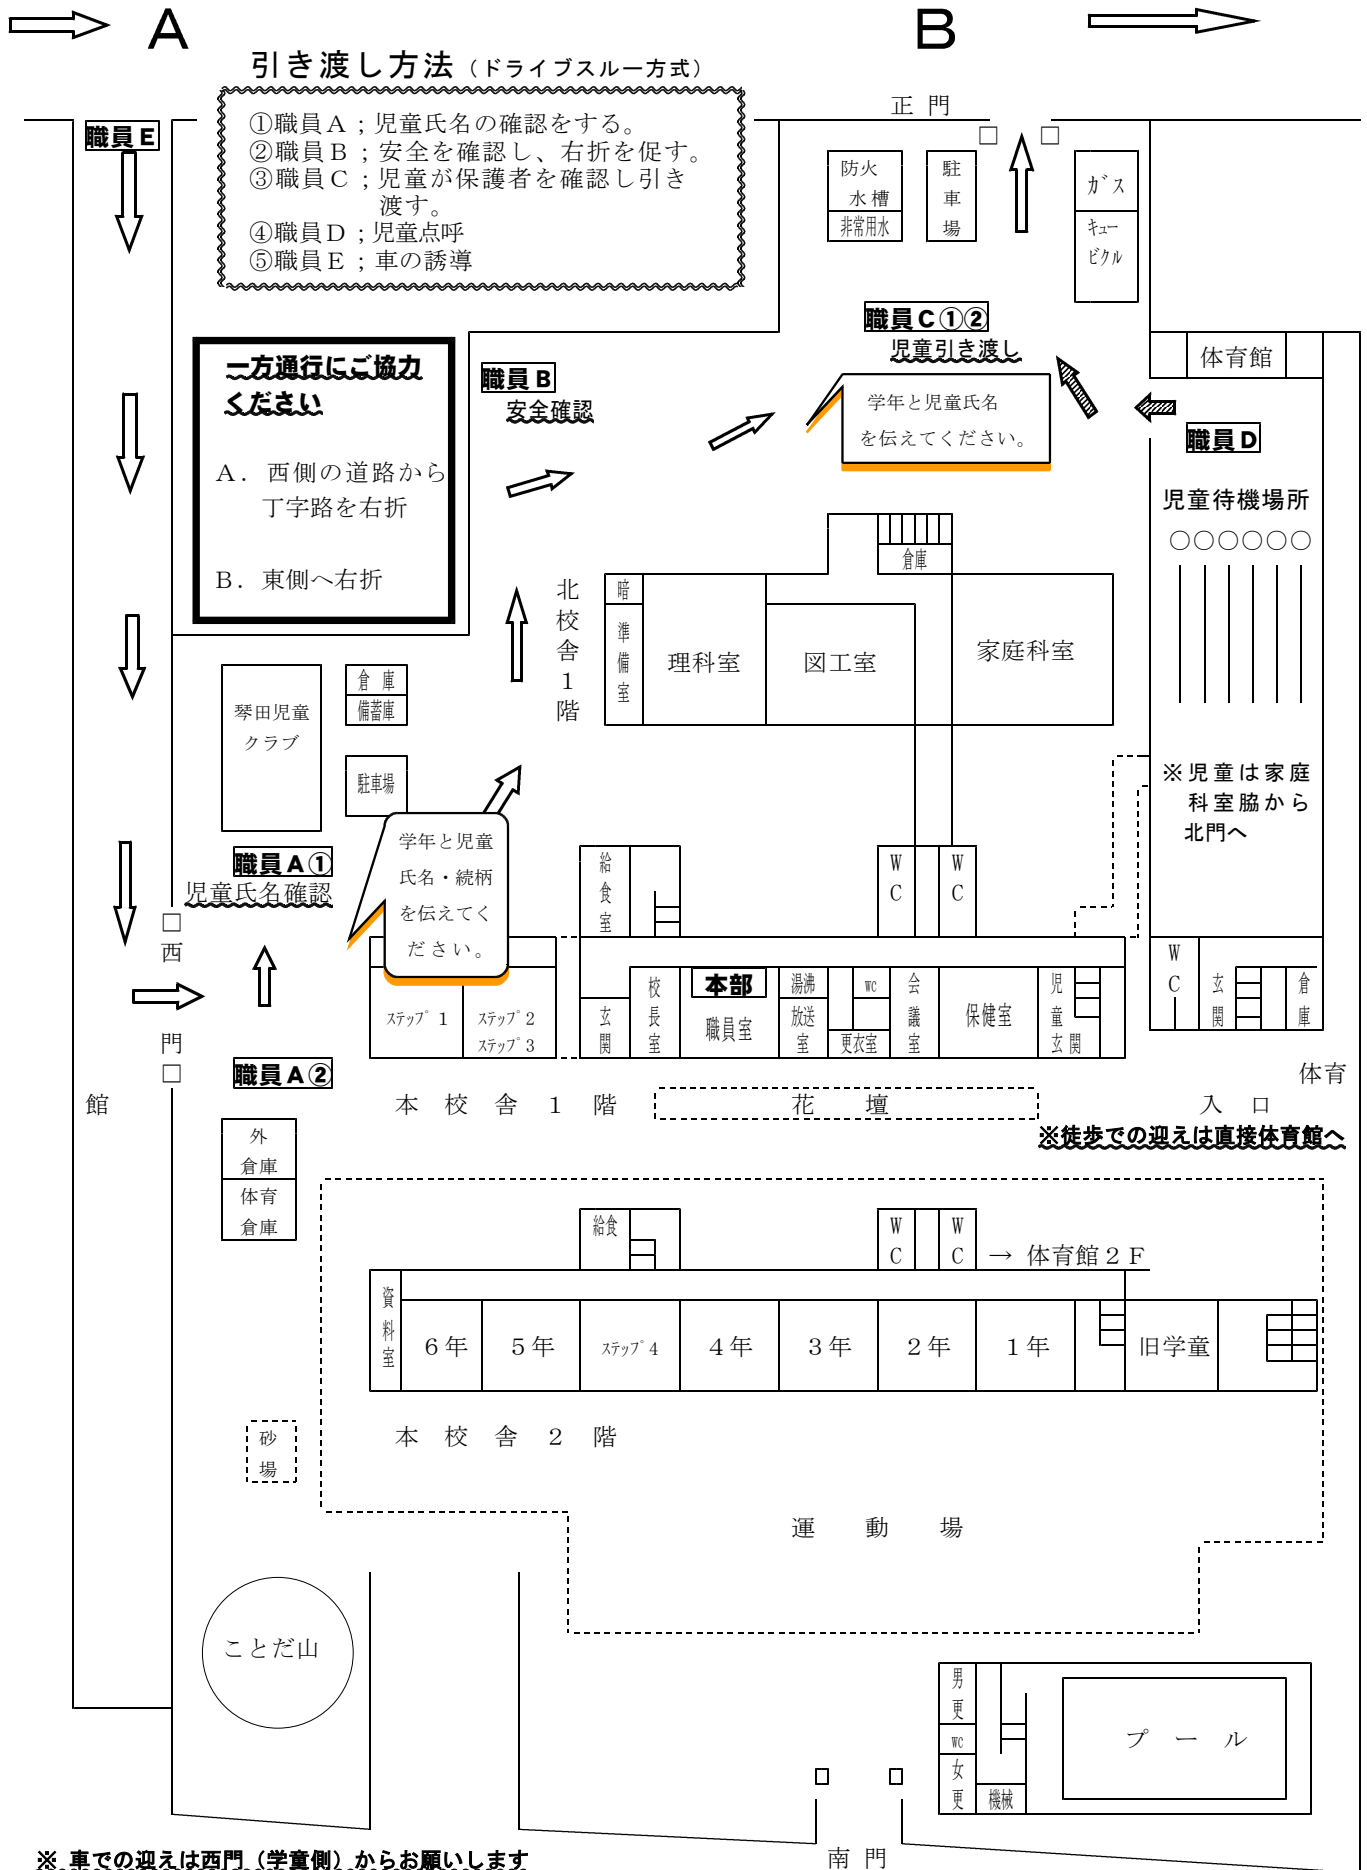 A
B
引き渡し方法（ドライブスルー方式）
①職員Ａ；児童氏名の確認をする。
②職員Ｂ；安全を確認し、右折を促す。
③職員Ｃ；児童が保護者を確認し引き
渡す。
④職員Ｄ；児童点呼
⑤職員Ｅ；車の誘導
正門
職員Ｅ
防火
水槽
非常用水
駐
車
場
ガス
キュー
ビクル
職員Ｃ①②
児童引き渡し
体育館
一方通行にご協力
ください
Ａ．西側の道路から
丁字路を右折
Ｂ．東側へ右折
職員Ｂ
安全確認
学年と児童氏名
を伝えてください。
職員Ｄ
児童待機場所
○○○○○○
倉庫
北
校
舎
１
階
暗
準
備
室
理科室
図工室
家庭科室
琴田児童
クラブ
倉庫
備蓄庫
駐車場
※児童は家庭
科室脇から
北門へ
学年と児童
氏名・続柄
を伝えてく
ださい。
職員Ａ①
児童氏名確認
給
食
室
WC
WC
□
西
門
□
ステップ１
ステップ２
ステップ３
玄
関
校
長
室
本部
職員室
湯沸
放送
室
WC
更衣室
会
議
室
保健室
児
童
玄関
WC
玄
関
倉
庫
職員Ａ②
体育
館
本校舎１階
花壇
入口
※徒歩での迎えは直接体育館へ
外
倉庫
体育
倉庫
給食
WC
WC
→ 体育館２Ｆ
資
料
室
６年
５年
ステップ４
４年
３年
２年
１年
旧学童
本校舎２階
砂
場
運動場
ことだ山
男
更
WC
女
更
機械
プール
南門
※ 車での迎えは西門（学童側）からお願いします